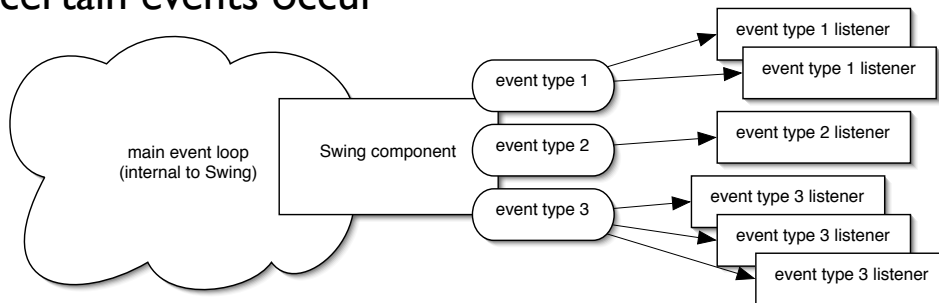 certain events occur
event type 1 listener
event type 1 listener
event type 1
event type 2 listener
event type 2
main event loop
(internal to Swing)
Swing component
event type 3 listener
event type 3
event type 3 listener
event type 3 listener